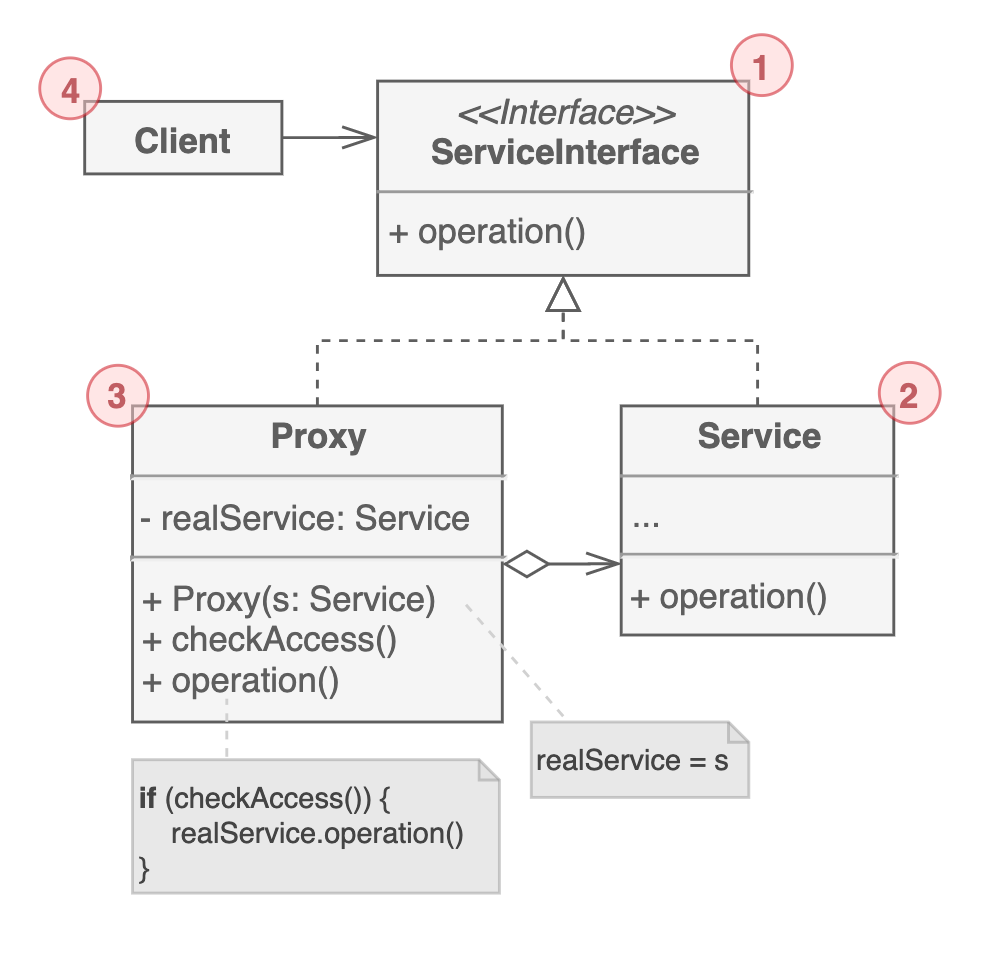 4
Client
1
<<Interface>>
ServiceInterface
+ operation()
3
Proxy
- realService: Service
+ Proxy(s: Service)
+ checkAccess()
+ operation()
2
Service
...
+ operation()
realService = s
if (checkAccess()) {
realService.operation()
}